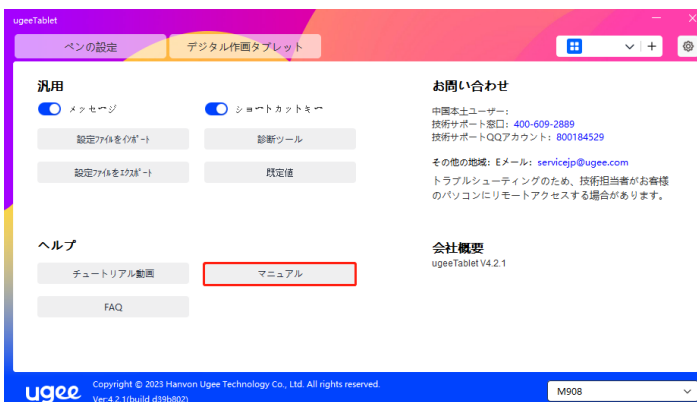 ugeeTablet
ペンの設定
デジタル作画タブレット
汎用
メッセージ
ショートカットキー
設定ファイルをインポート
診断ツール
設定ファイルをエクスポート
既定値
ヘルプ
チュートリアル動画
マニュアル
FAQ
お問い合わせ
中国本土ユーザー:
技術サポート窓口: 400-609-2889
技術サポートQQアカウント: 800184529
その他の地域: Eメール: servicejp@ugee.com
トラブルシューティングのため、技術担当者がお客様
のパソコンにリモートアクセスする場合があります。
会社概要
ugeeTablet V4.2.1
ugee
Copyright © 2023 Hanvon Ugee Technology Co., Ltd. All rights reserved.
Ver:4.2.1(build d39b802)
M908